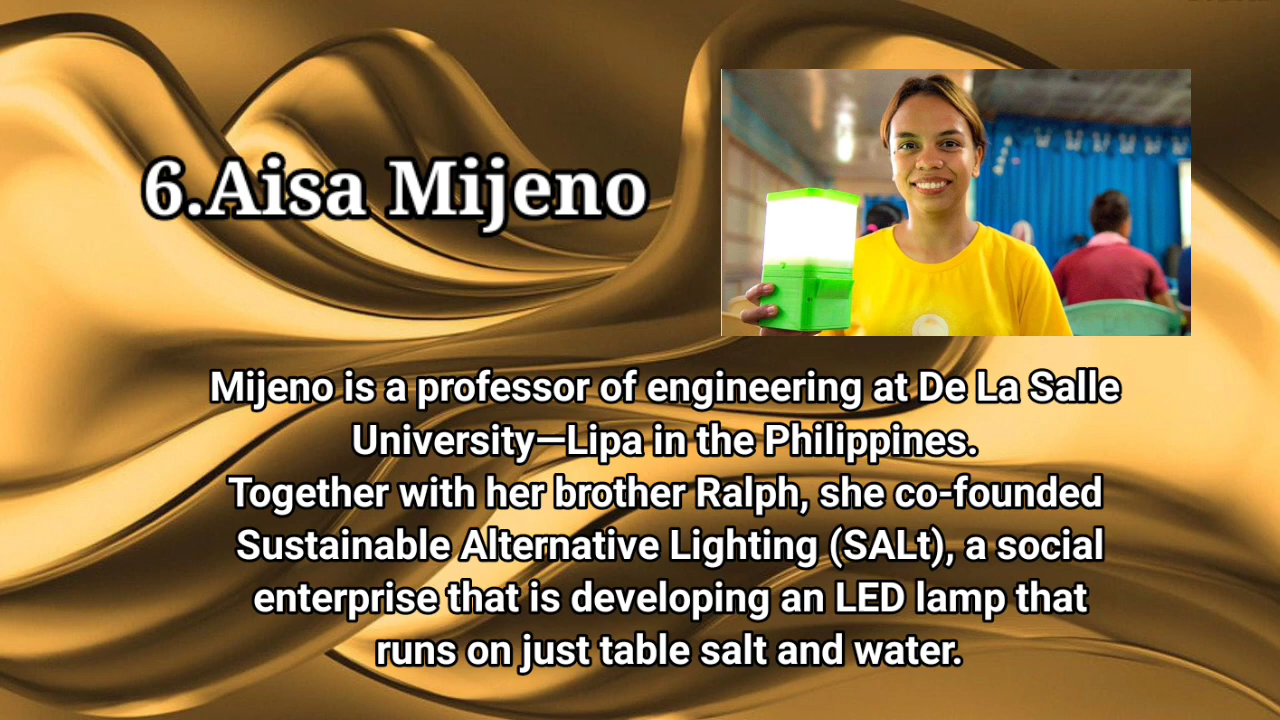 6.Aisa Mijeno
Mijeno is a professor of engineering at De La Salle
University—Lipa in the Philippines.
Together with her brother Ralph, she co-founded
Sustainable Alternative Lighting (SALt), a social
enterprise that is developing an LED lamp that
runs on just table salt and water.